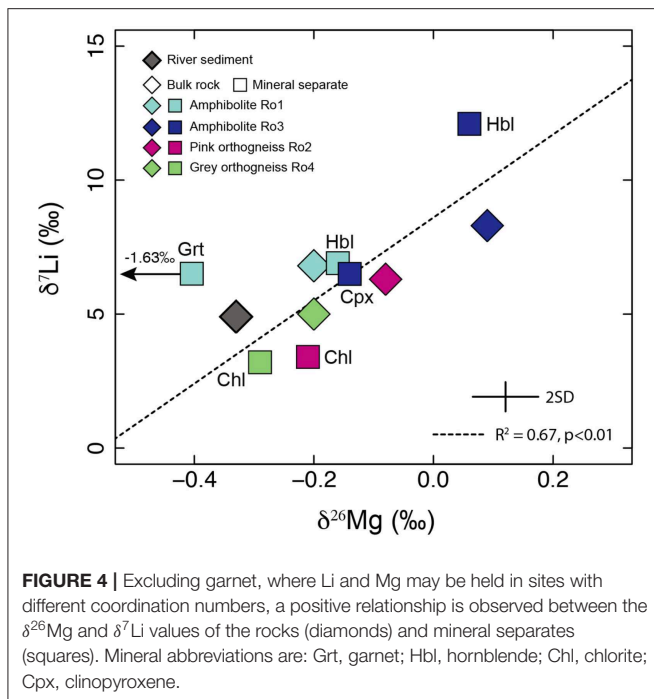 15
10
5
0
δ⁷Li (‰)
River sediment
Bulk rock Mineral separate
Amphibolite Ro1
Amphibolite Ro3
Pink orthogneiss Ro2
Grey orthogneiss Ro4
Hbl
-1.63‰ Grt
Hbl
Cpx
Chl
Chl
2SD
R² = 0.67, p<0.01
−0.4 −0.2 0.0 0.2
δ²⁶Mg (‰)
FIGURE 4 | Excluding garnet, where Li and Mg may be held in sites with
different coordination numbers, a positive relationship is observed between the
δ²⁶Mg and δ⁷Li values of the rocks (diamonds) and mineral separates
(squares). Mineral abbreviations are: Grt, garnet; Hbl, hornblende; Chl, chlorite;
Cpx, clinopyroxene.